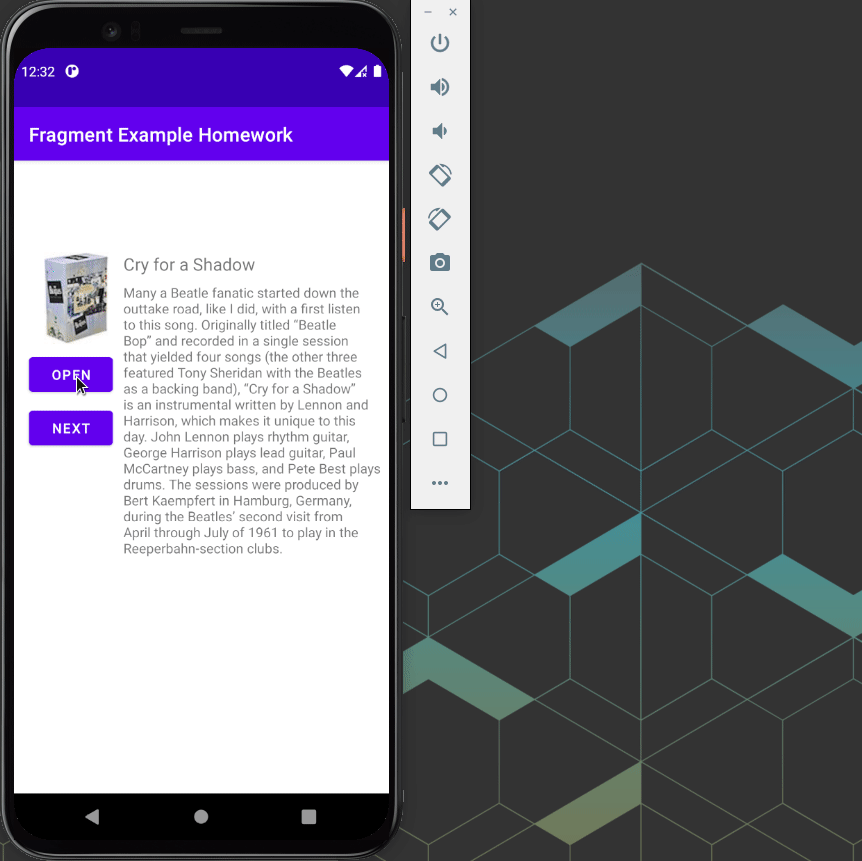 12:32
Fragment Example Homework
Cry for a Shadow
Many a Beatle fanatic started down the
outtake road, like I did, with a first listen
to this song. Originally titled “Beatle
Bop” and recorded in a single session
that yielded four songs (the other three
featured Tony Sheridan with the Beatles
as a backing band), “Cry for a Shadow”
is an instrumental written by Lennon and
Harrison, which makes it unique to this
day. John Lennon plays rhythm guitar,
George Harrison plays lead guitar, Paul
McCartney plays bass, and Pete Best plays
drums. The sessions were produced by
Bert Kaempfert in Hamburg, Germany,
during the Beatles’ second visit from
April through July of 1961 to play in the
Reeperbahn-section clubs.
OPEN
NEXT